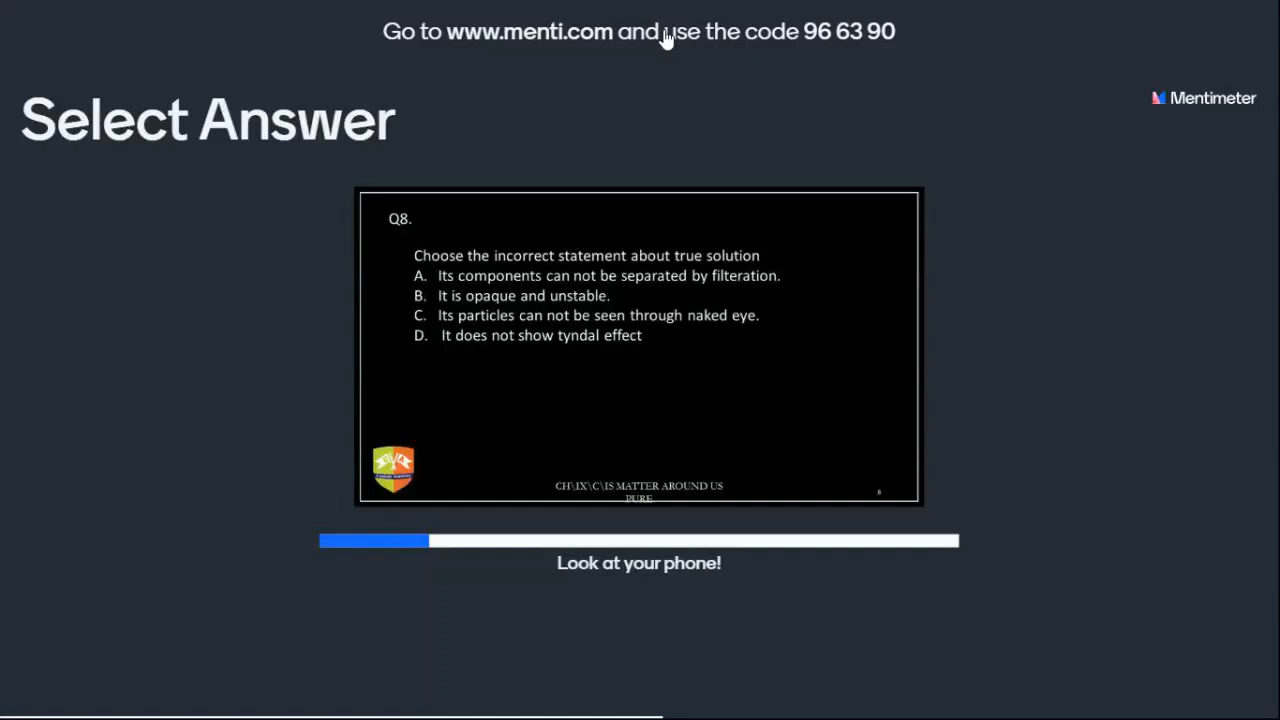 Go to www.menti.com and use the code 96 63 90
Mentimeter
Select Answer
Q8.
Choose the incorrect statement about true solution
A. Its components can not be separated by filteration.
B. It is opaque and unstable.
C. Its particles can not be seen through naked eye.
D. It does not show tyndal effect
CH\IX\C\IS MATTER AROUND US
PURE
8
Look at your phone!